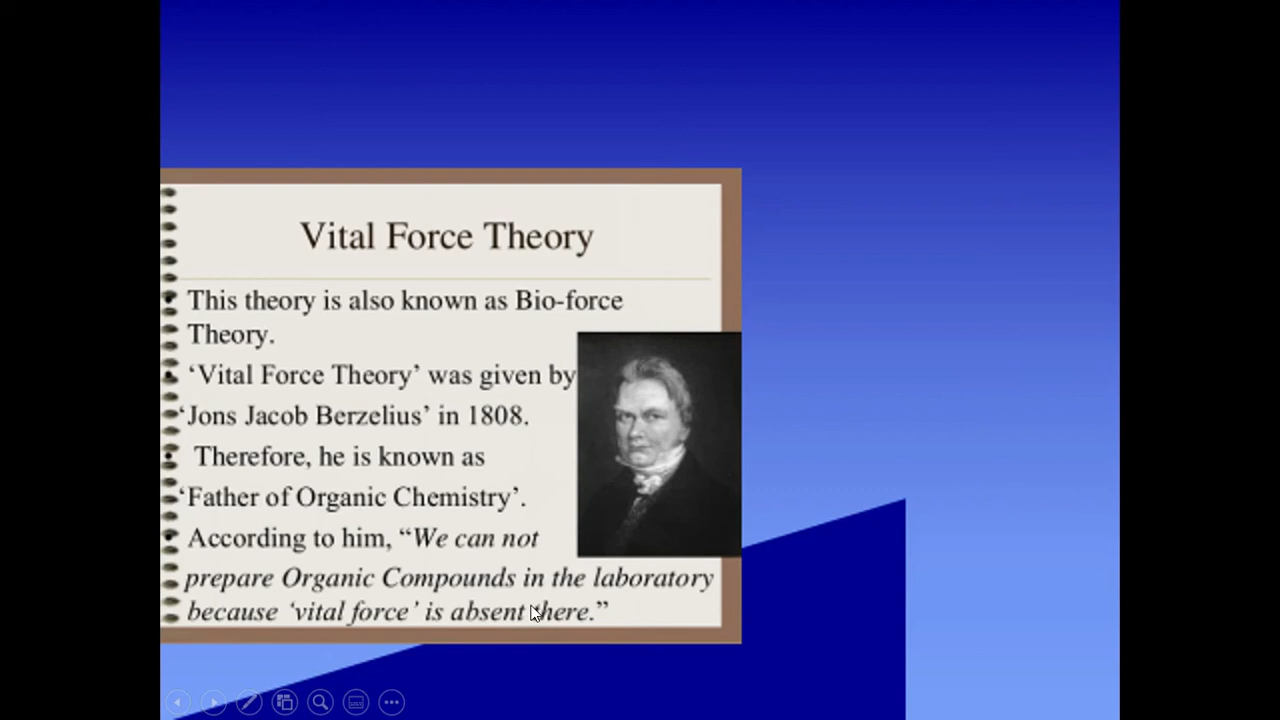 Vital Force Theory
• This theory is also known as Bio-force
Theory.
• ‘Vital Force Theory’ was given by
‘Jons Jacob Berzelius’ in 1808.
• Therefore, he is known as
‘Father of Organic Chemistry’.
• According to him, “We can not
prepare Organic Compounds in the laboratory
because ‘vital force’ is absent there.”